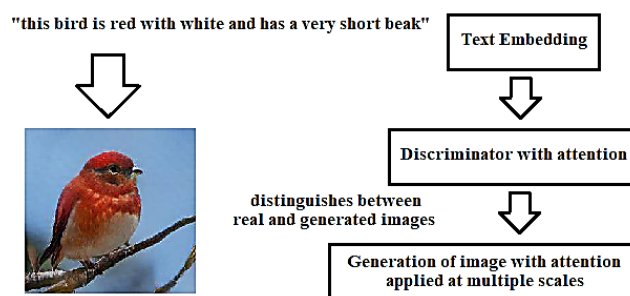 "this bird is red with white and has a very short beak"
Text Embedding
Discriminator with attention
distinguishes between
real and generated images
Generation of image with attention
applied at multiple scales